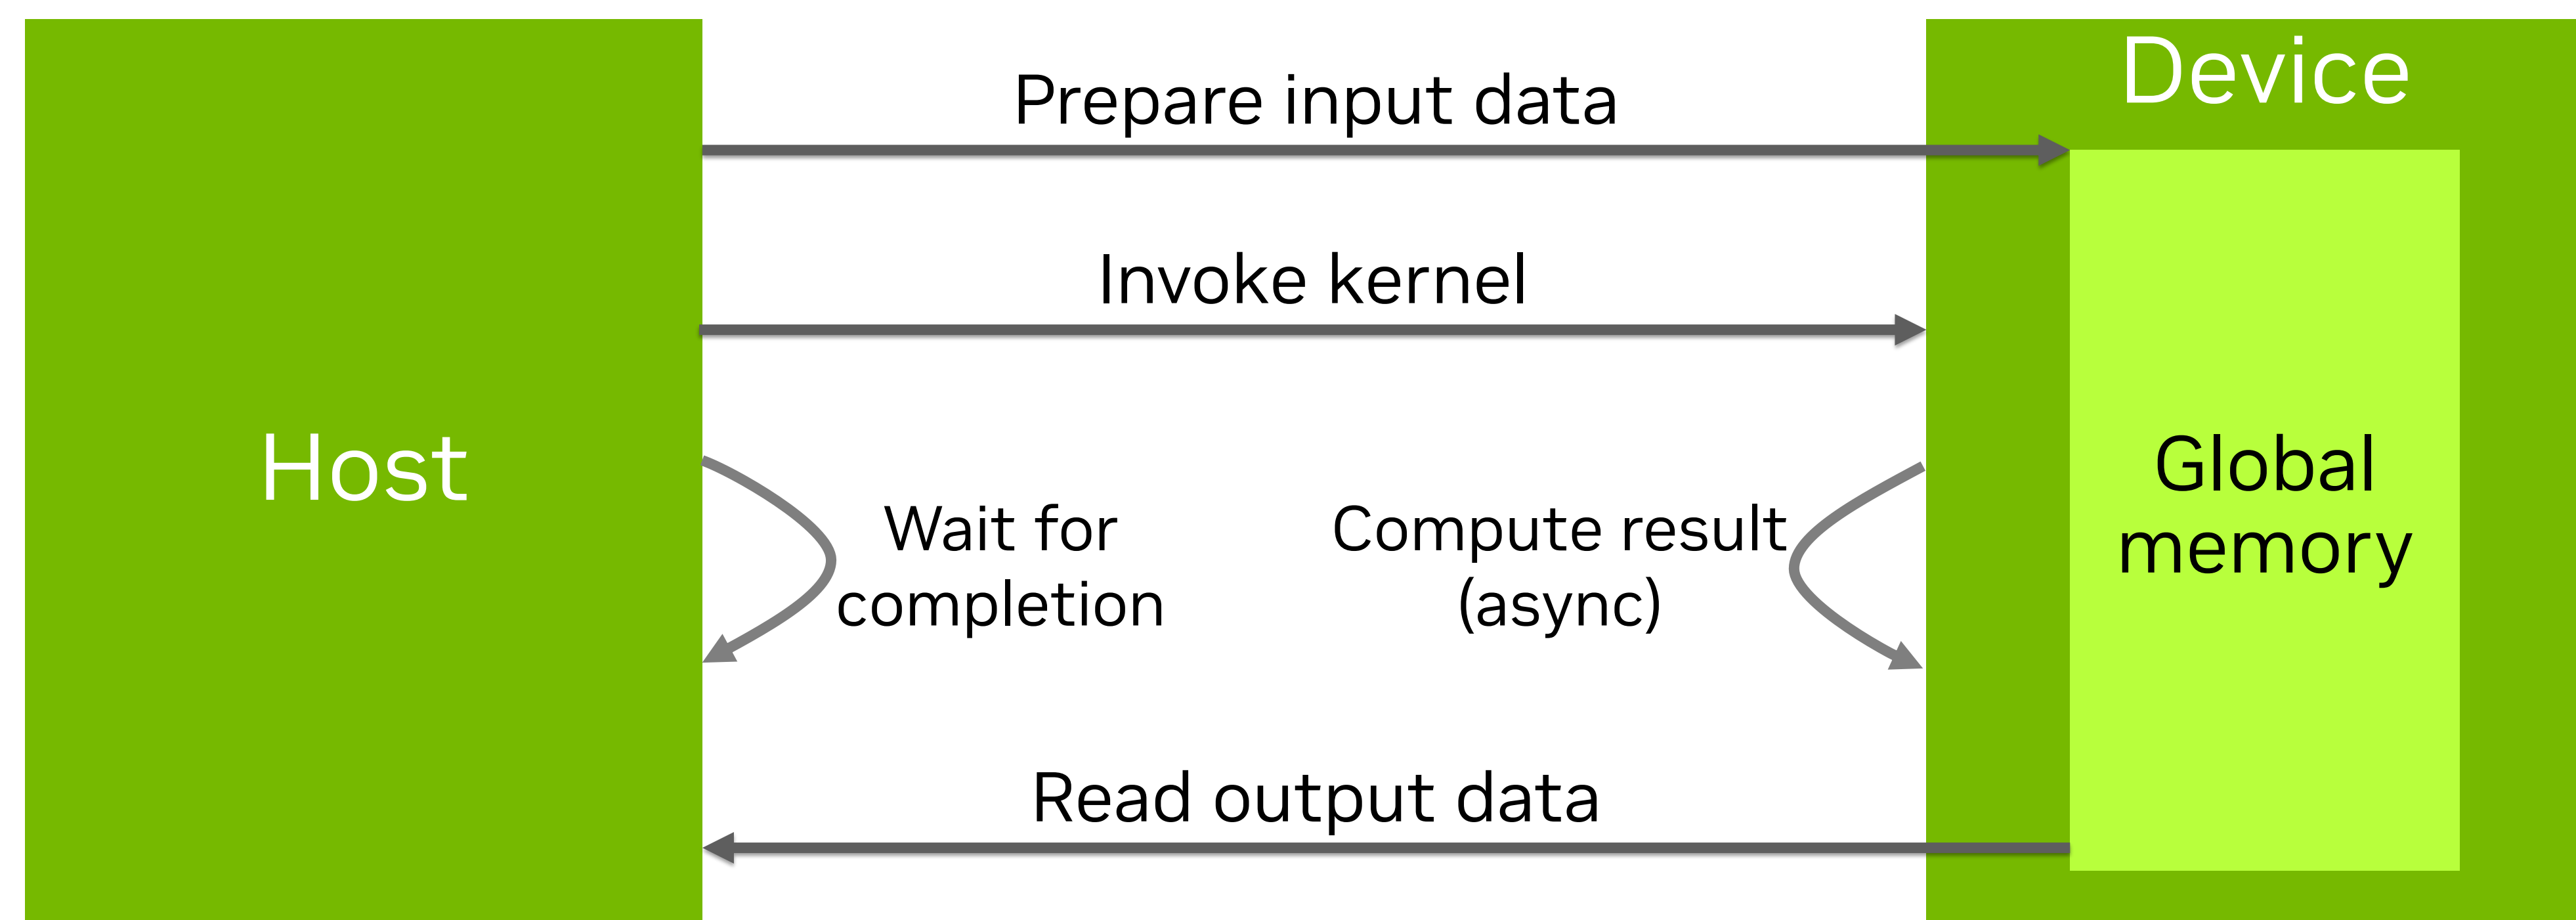 Device
Prepare input data
Invoke kernel
Host
Wait for
completion
Compute result
(async)
Global
memory
Read output data